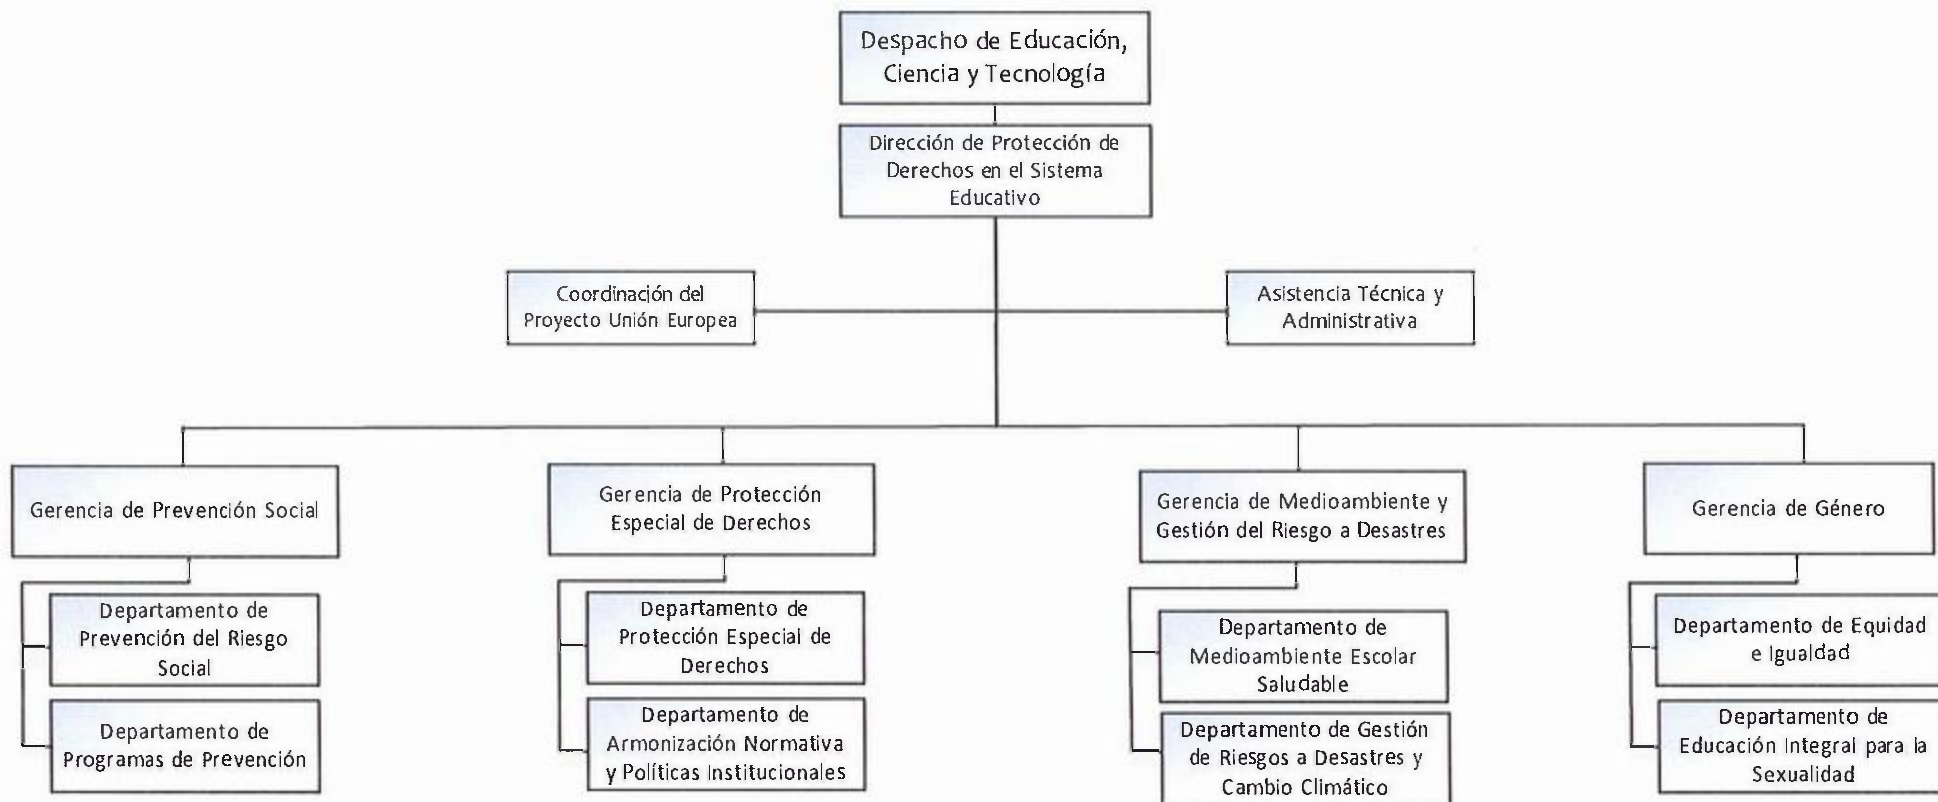 Despacho de Educación,
Ciencia y Tecnología
Dirección de Protección de
Derechos en el Sistema
Educativo
Coordinación del
Proyecto Unión Europea
Asistencia Técnica y
Administrativa
Gerencia de Prevención Social
Gerencia de Protección
Especial de Derechos
Gerencia de Medioambiente y
Gestión del Riesgo a Desastres
Gerencia de Género
Departamento de
Prevención del Riesgo
Social
Departamento de
Programas de Prevención
Departamento de
Protección Especial de
Derechos
Departamento de
Armonización Normativa
y Políticas Institucionales
Departamento de
Medioambiente Escolar
Saludable
Departamento de Gestión
de Riesgos a Desastres y
Cambio Climático
Departamento de Equidad
e Igualdad
Departamento de
Educación Integral para la
Sexualidad